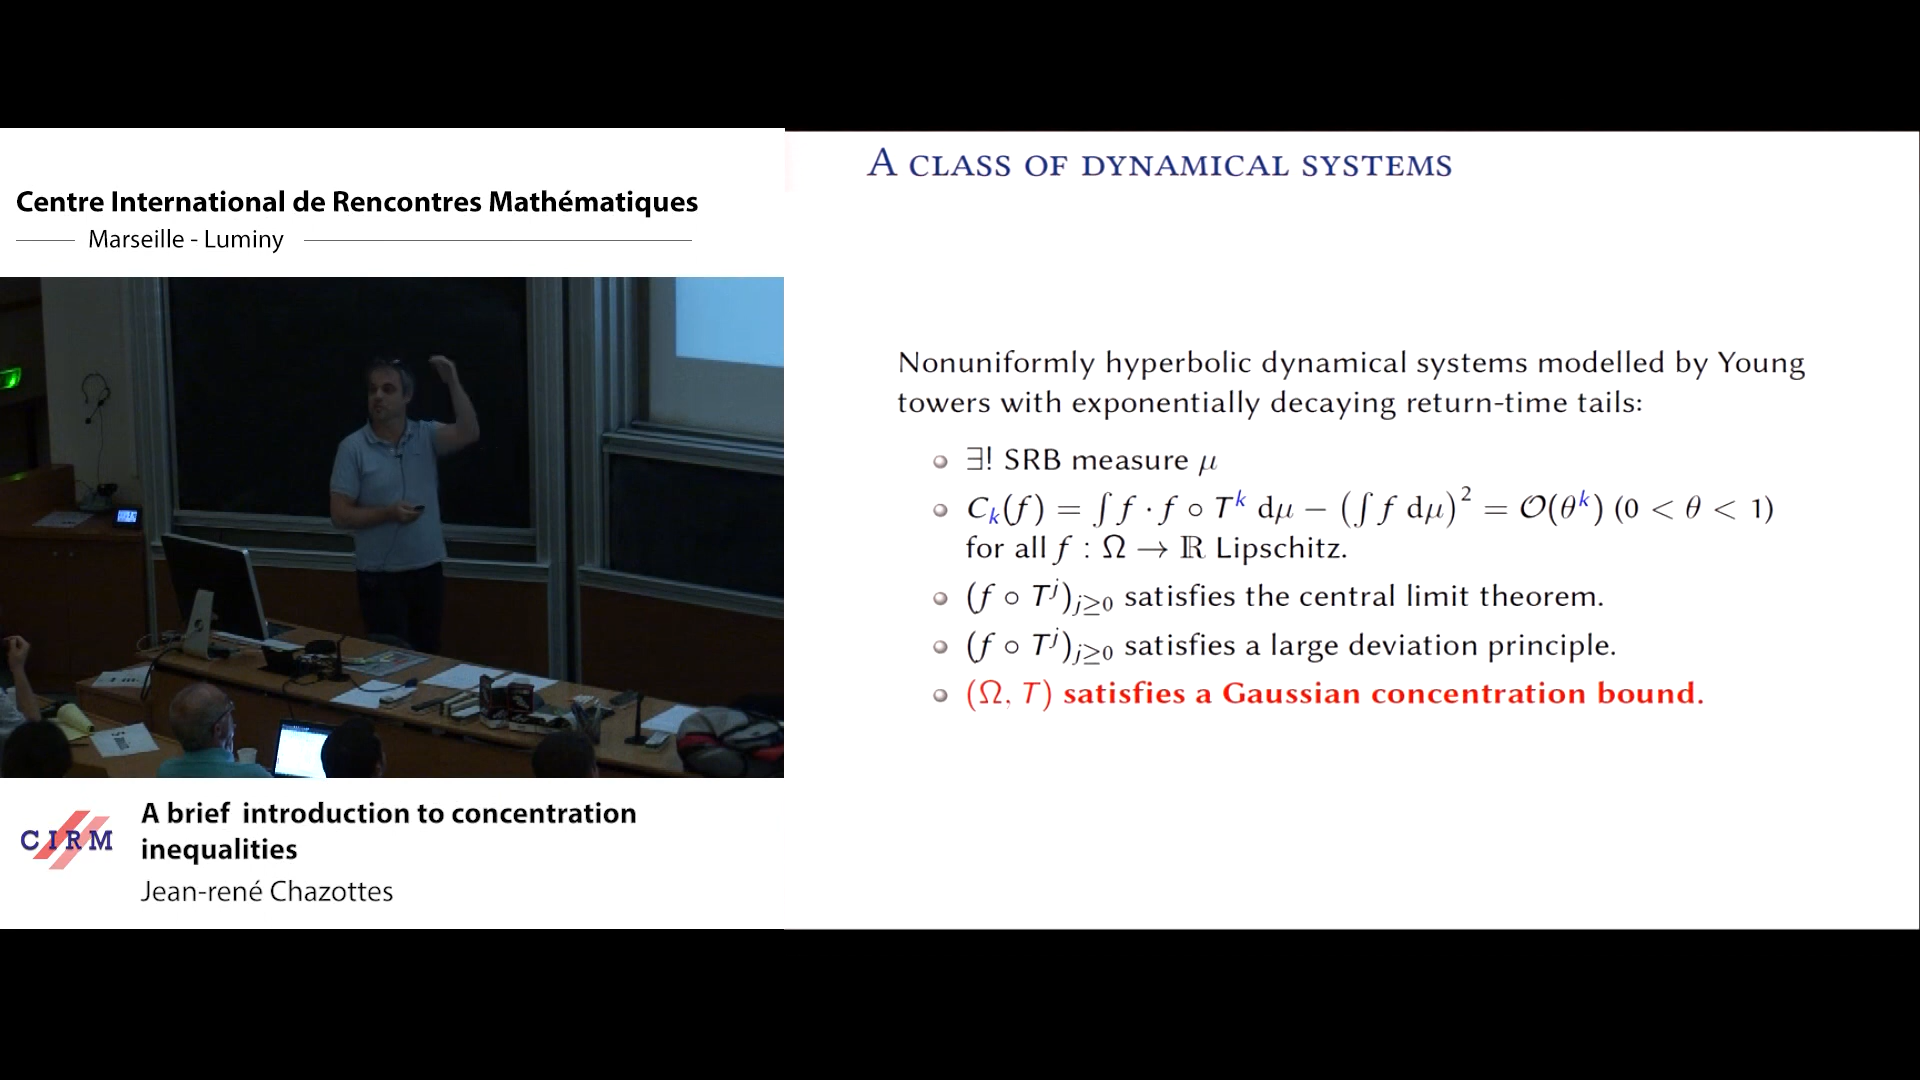 Centre International de Rencontres Mathématiques
Marseille - Luminy
CIRM
A brief introduction to concentration
inequalities
Jean-rené Chazottes
A CLASS OF DYNAMICAL SYSTEMS
Nonuniformly hyperbolic dynamical systems modelled by Young
towers with exponentially decaying return-time tails:
∃! SRB measure μ
C_k(f) = ∫ f · f ∘ T^k dμ − (∫ f dμ)^2 = O(θ^k) (0 < θ < 1)
for all f : Ω → ℝ Lipschitz.
(f ∘ T^j)_{j≥0} satisfies the central limit theorem.
(f ∘ T^j)_{j≥0} satisfies a large deviation principle.
(Ω, T) satisfies a Gaussian concentration bound.